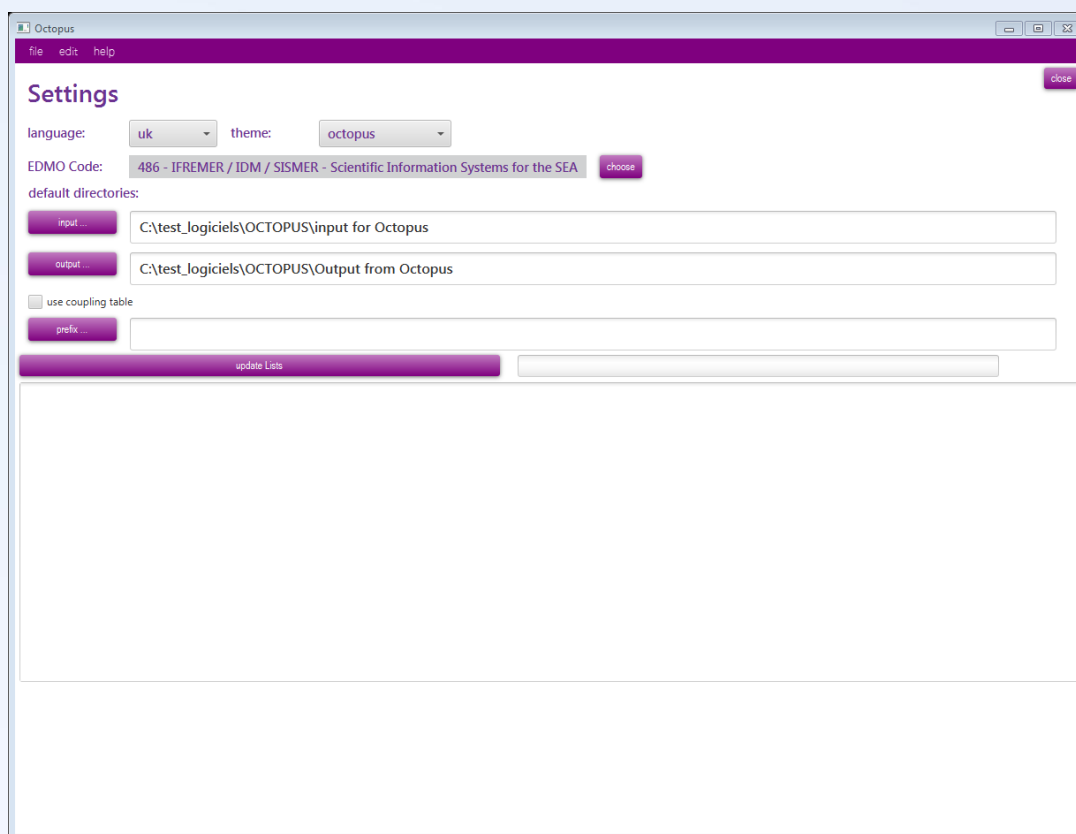 Octopus
file edit help
close
Settings
language: uk theme: octopus
EDMO Code: 486 - IFREMER / IDM / SISMER - Scientific Information Systems for the SEA choose
default directories:
input ... C:\test_logiciels\OCTOPUS\input for Octopus
output ... C:\test_logiciels\OCTOPUS\Output from Octopus
use coupling table
prefix ...
update Lists